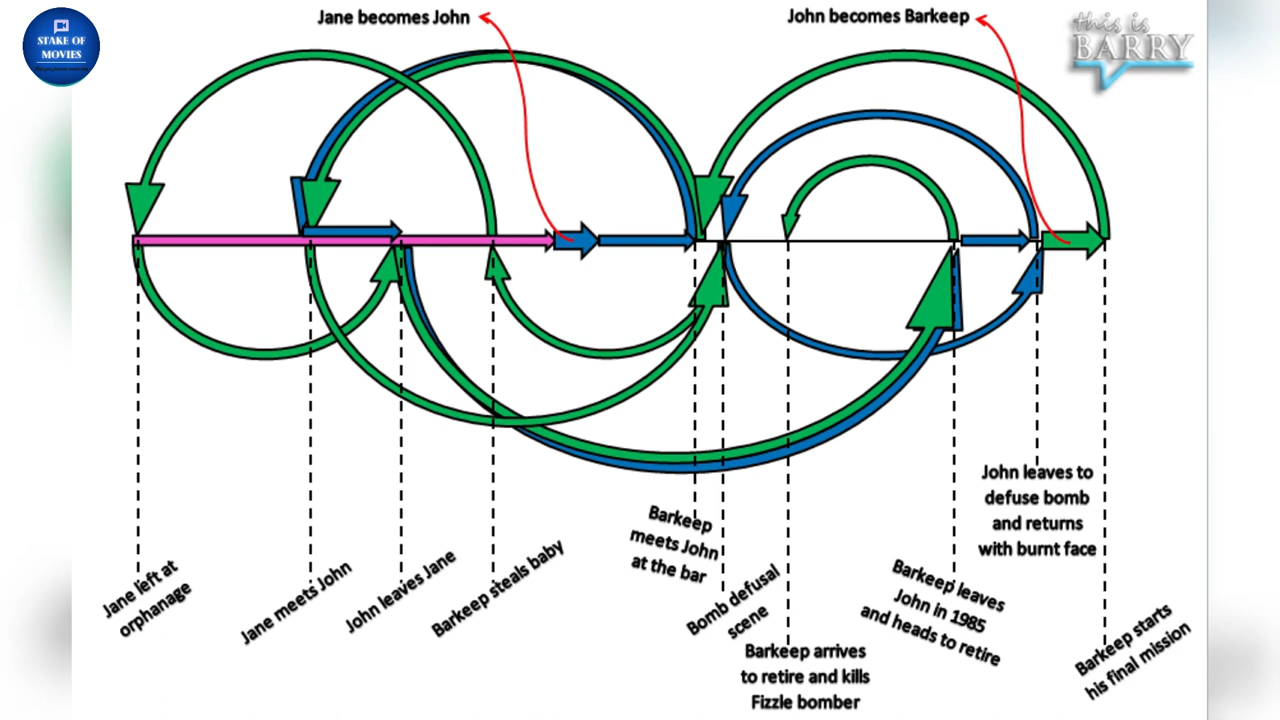 Jane becomes John
John becomes Barkeep
this is
BARRY
STAKE OF
MOVIES
Jane left at
orphanage
Jane meets John
John leaves Jane
Barkeep steals baby
Barkeep
meets John
at the bar
Bomb defusal
scene
Barkeep arrives
to retire and kills
Fizzle bomber
Barkeep leaves
John in 1985
and heads to retire
John leaves to
defuse bomb
and returns
with burnt face
Barkeep starts
his final mission